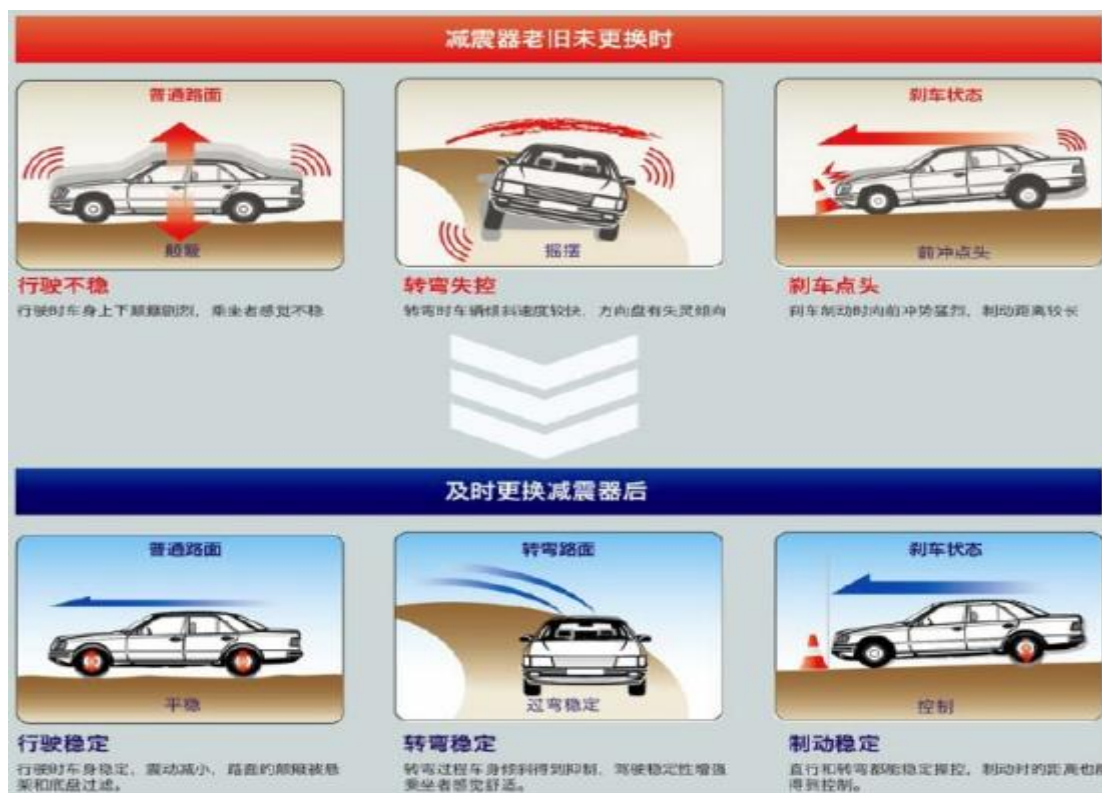 减震器老旧未更换时
普通路面
刹车状态
颠簸
摇摆
前冲点头
行驶不稳
转弯失控
刹车点头
行驶时车身上下颠簸剧烈，乘坐者感觉不稳
转弯时车辆倾斜速度较快，方向盘有失灵倾向
刹车制动时向前冲势猛烈，制动距离较长
及时更换减震器后
普通路面
转弯路面
刹车状态
平稳
过弯稳定
控制
行驶稳定
转弯稳定
制动稳定
行驶时车身稳定，震动减小，路面的颠簸被悬
架和底盘过滤。
转弯过程车身倾斜得到抑制，驾驶稳定性增强
乘坐者感觉舒适。
直行和转弯都能稳定操控，制动时的距离也能
得到控制。